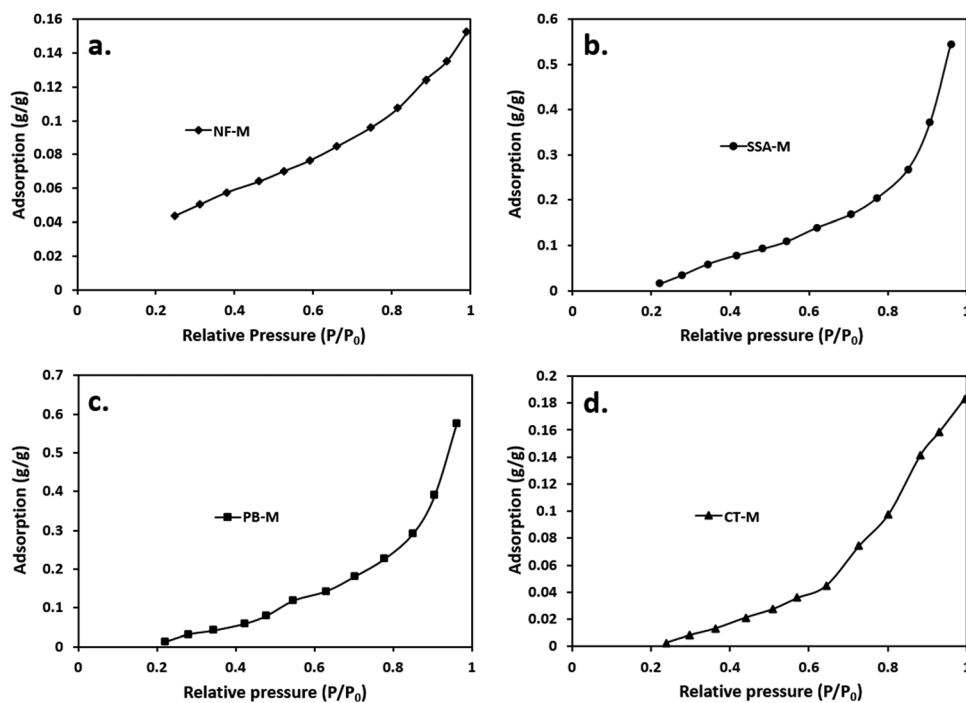 a.
Adsorption (g/g)
0.16
0.14
0.12
0.1
0.08
0.06
0.04
0.02
0
NF-M
0 0.2 0.4 0.6 0.8 1
Relative Pressure (P/P₀)
b.
Adsorption (g/g)
0.6
0.5
0.4
0.3
0.2
0.1
0
SSA-M
0 0.2 0.4 0.6 0.8 1
Relative pressure (P/P₀)
c.
Adsorption (g/g)
0.7
0.6
0.5
0.4
0.3
0.2
0.1
0
PB-M
0 0.2 0.4 0.6 0.8 1
Relative pressure (P/P₀)
d.
Adsorption (g/g)
0.2
0.18
0.16
0.14
0.12
0.1
0.08
0.06
0.04
0.02
0
CT-M
0 0.2 0.4 0.6 0.8 1
Relative pressure (P/P₀)